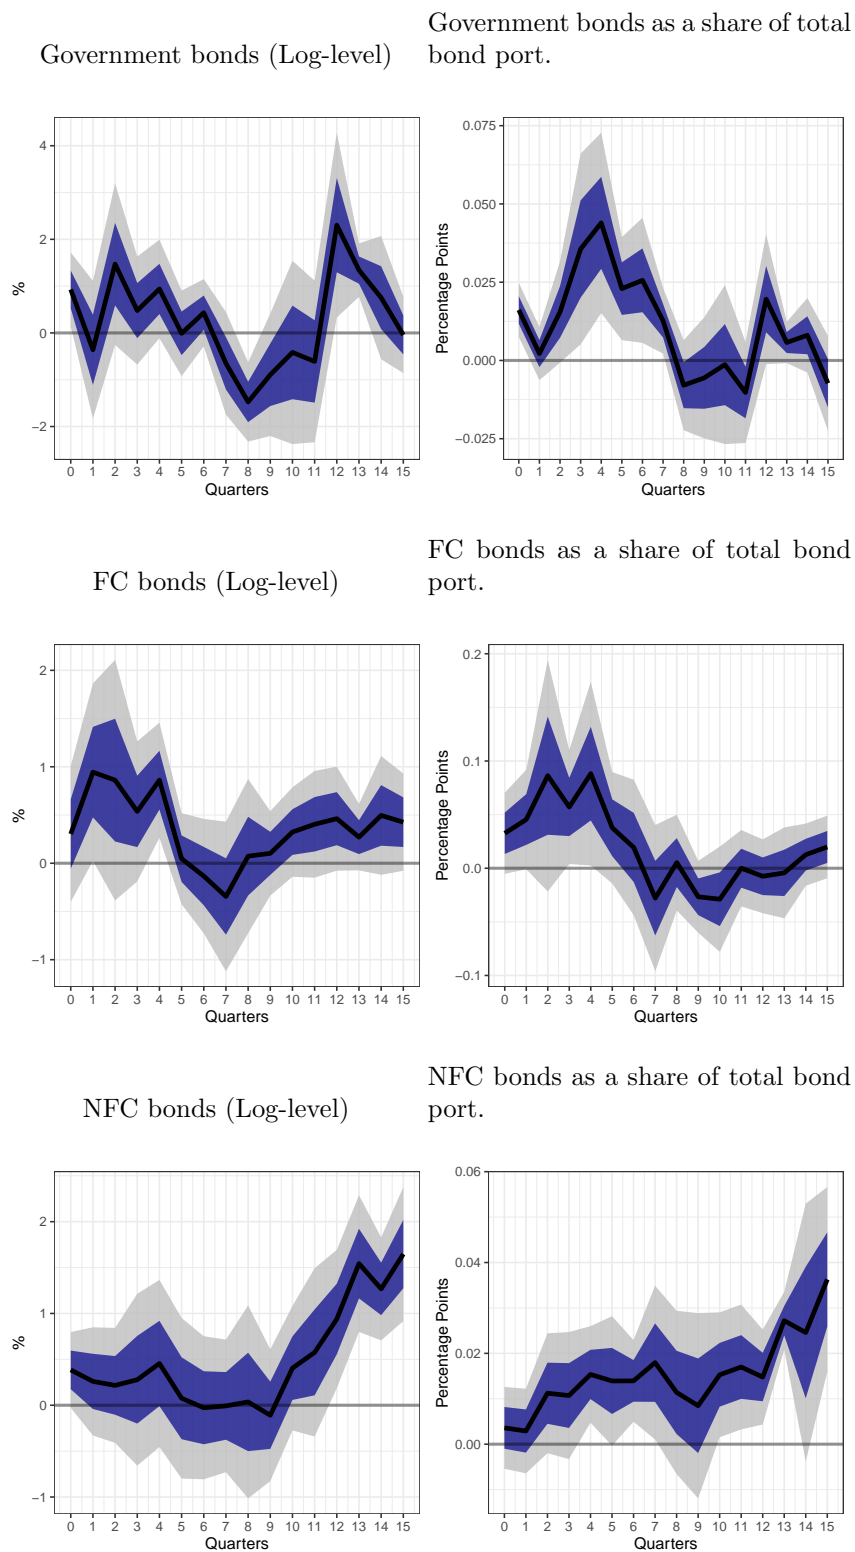 Government bonds (Log-level)
Government bonds as a share of total
bond port.
4
2
0
−2
%
0 1 2 3 4 5 6 7 8 9 10 11 12 13 14 15
Quarters
0.075
0.050
0.025
0.000
−0.025
Percentage Points
0 1 2 3 4 5 6 7 8 9 10 11 12 13 14 15
Quarters
FC bonds (Log-level)
FC bonds as a share of total bond
port.
2
1
0
−1
%
0 1 2 3 4 5 6 7 8 9 10 11 12 13 14 15
Quarters
0.2
0.1
0.0
−0.1
Percentage Points
0 1 2 3 4 5 6 7 8 9 10 11 12 13 14 15
Quarters
NFC bonds (Log-level)
NFC bonds as a share of total bond
port.
2
1
0
−1
%
0 1 2 3 4 5 6 7 8 9 10 11 12 13 14 15
Quarters
0.06
0.04
0.02
0.00
Percentage Points
0 1 2 3 4 5 6 7 8 9 10 11 12 13 14 15
Quarters